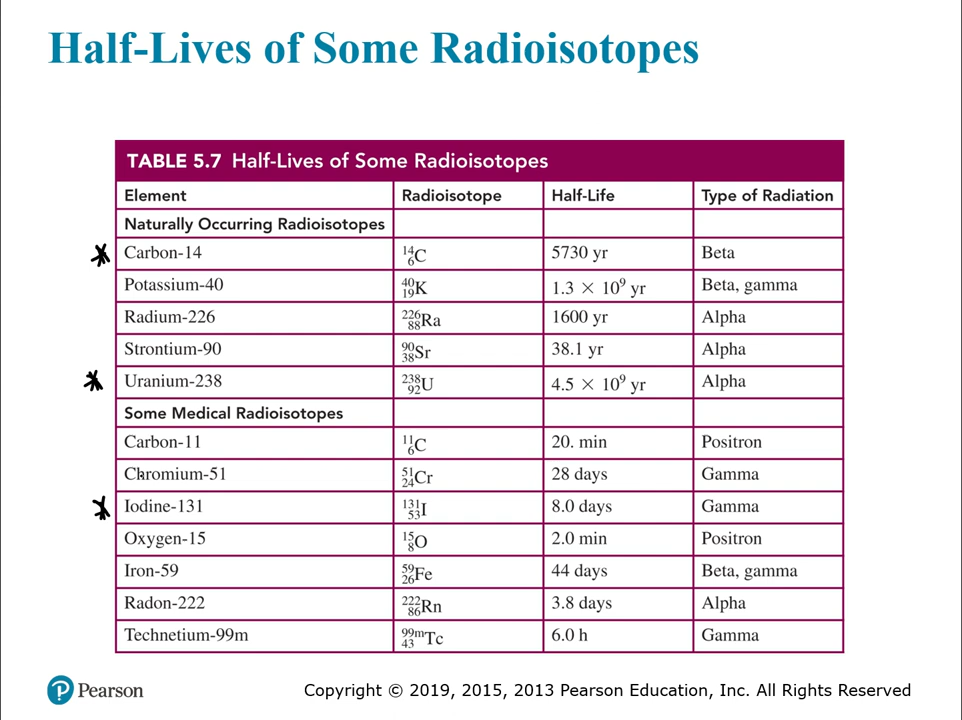 Half-Lives of Some Radioisotopes
TABLE 5.7 Half-Lives of Some Radioisotopes
Element Radioisotope Half-Life Type of Radiation
Naturally Occurring Radioisotopes
Carbon-14 ¹⁴₆C 5730 yr Beta
Potassium-40 ⁴⁰₁₉K 1.3 × 10⁹ yr Beta, gamma
Radium-226 ²²⁶₈₈Ra 1600 yr Alpha
Strontium-90 ⁹⁰₃₈Sr 38.1 yr Alpha
Uranium-238 ²³⁸₉₂U 4.5 × 10⁹ yr Alpha
Some Medical Radioisotopes
Carbon-11 ¹¹₆C 20. min Positron
Chromium-51 ⁵¹₂₄Cr 28 days Gamma
Iodine-131 ¹³¹₅₃I 8.0 days Gamma
Oxygen-15 ¹⁵₈O 2.0 min Positron
Iron-59 ⁵⁹₂₆Fe 44 days Beta, gamma
Radon-222 ²²²₈₆Rn 3.8 days Alpha
Technetium-99m ⁹⁹ᵐ₄₃Tc 6.0 h Gamma
Pearson Copyright © 2019, 2015, 2013 Pearson Education, Inc. All Rights Reserved